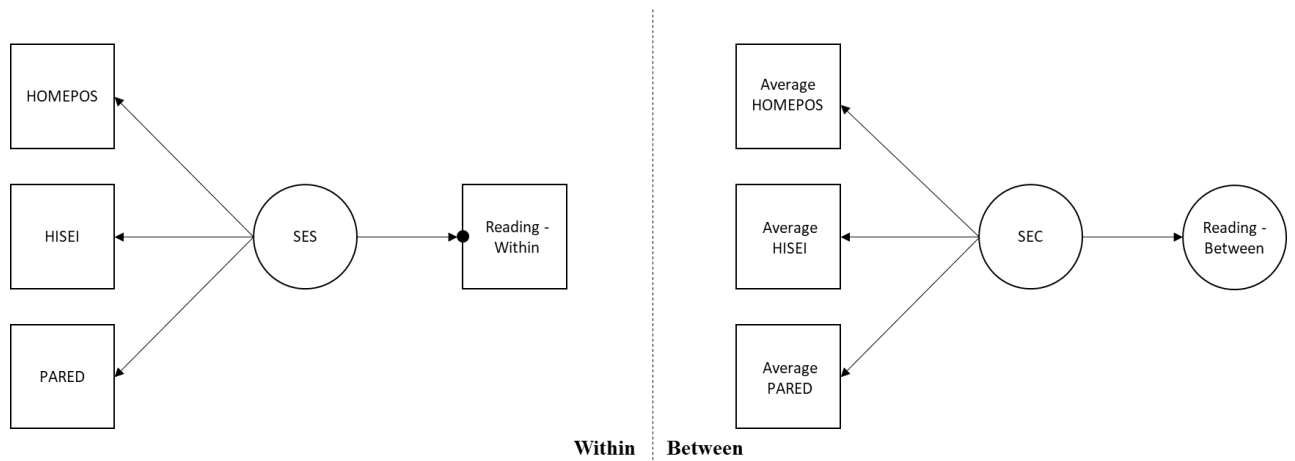 HOMEPOS
HISEI
PARED
SES
Reading -
Within
Within
Average
HOMEPOS
Average
HISEI
Average
PARED
SEC
Reading -
Between
Between